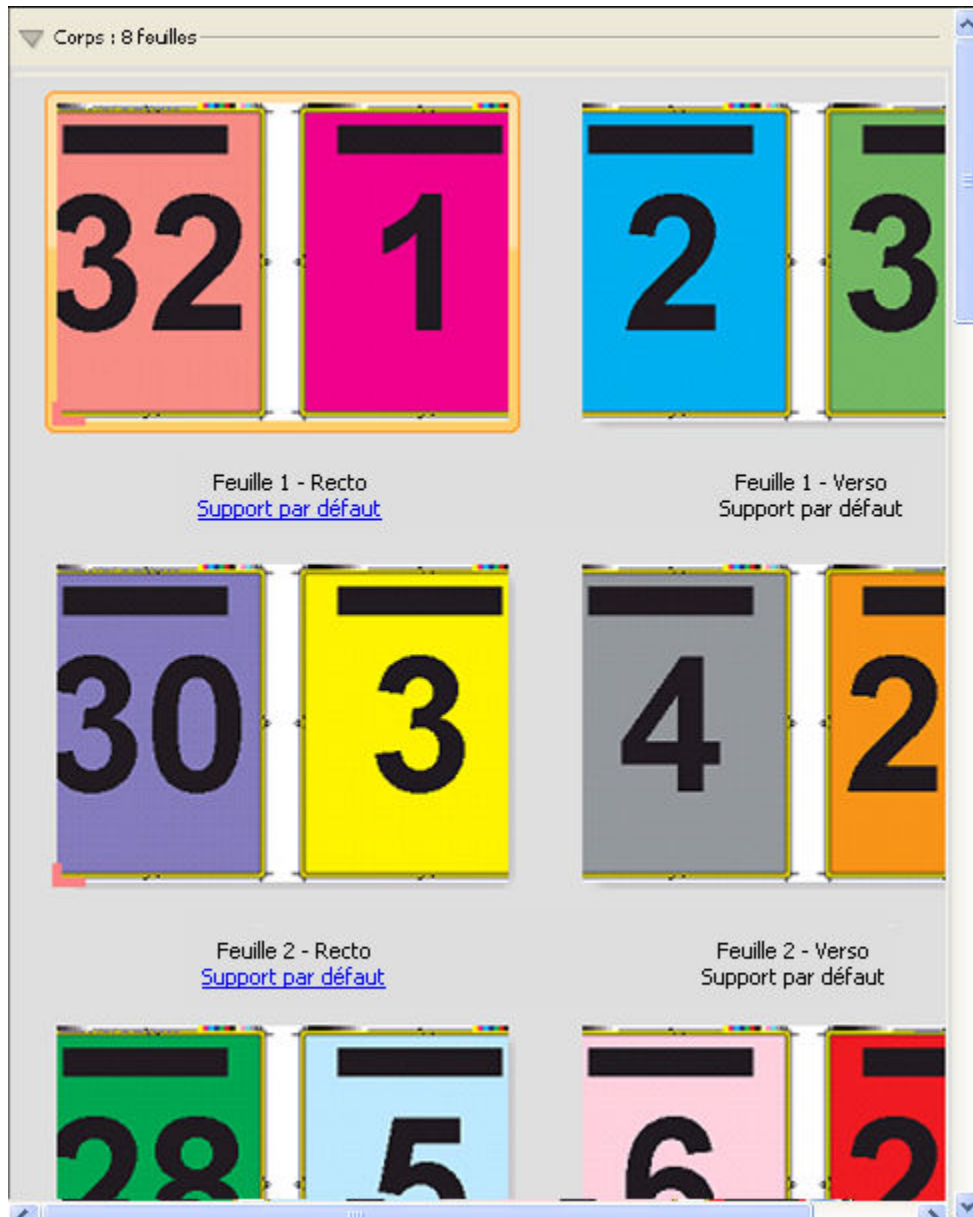 Corps : 8 feuilles
32 1 2 3
Feuille 1 - Recto Feuille 1 - Verso
Support par défaut Support par défaut
30 3 4 2
Feuille 2 - Recto Feuille 2 - Verso
Support par défaut Support par défaut
28 5 6 2